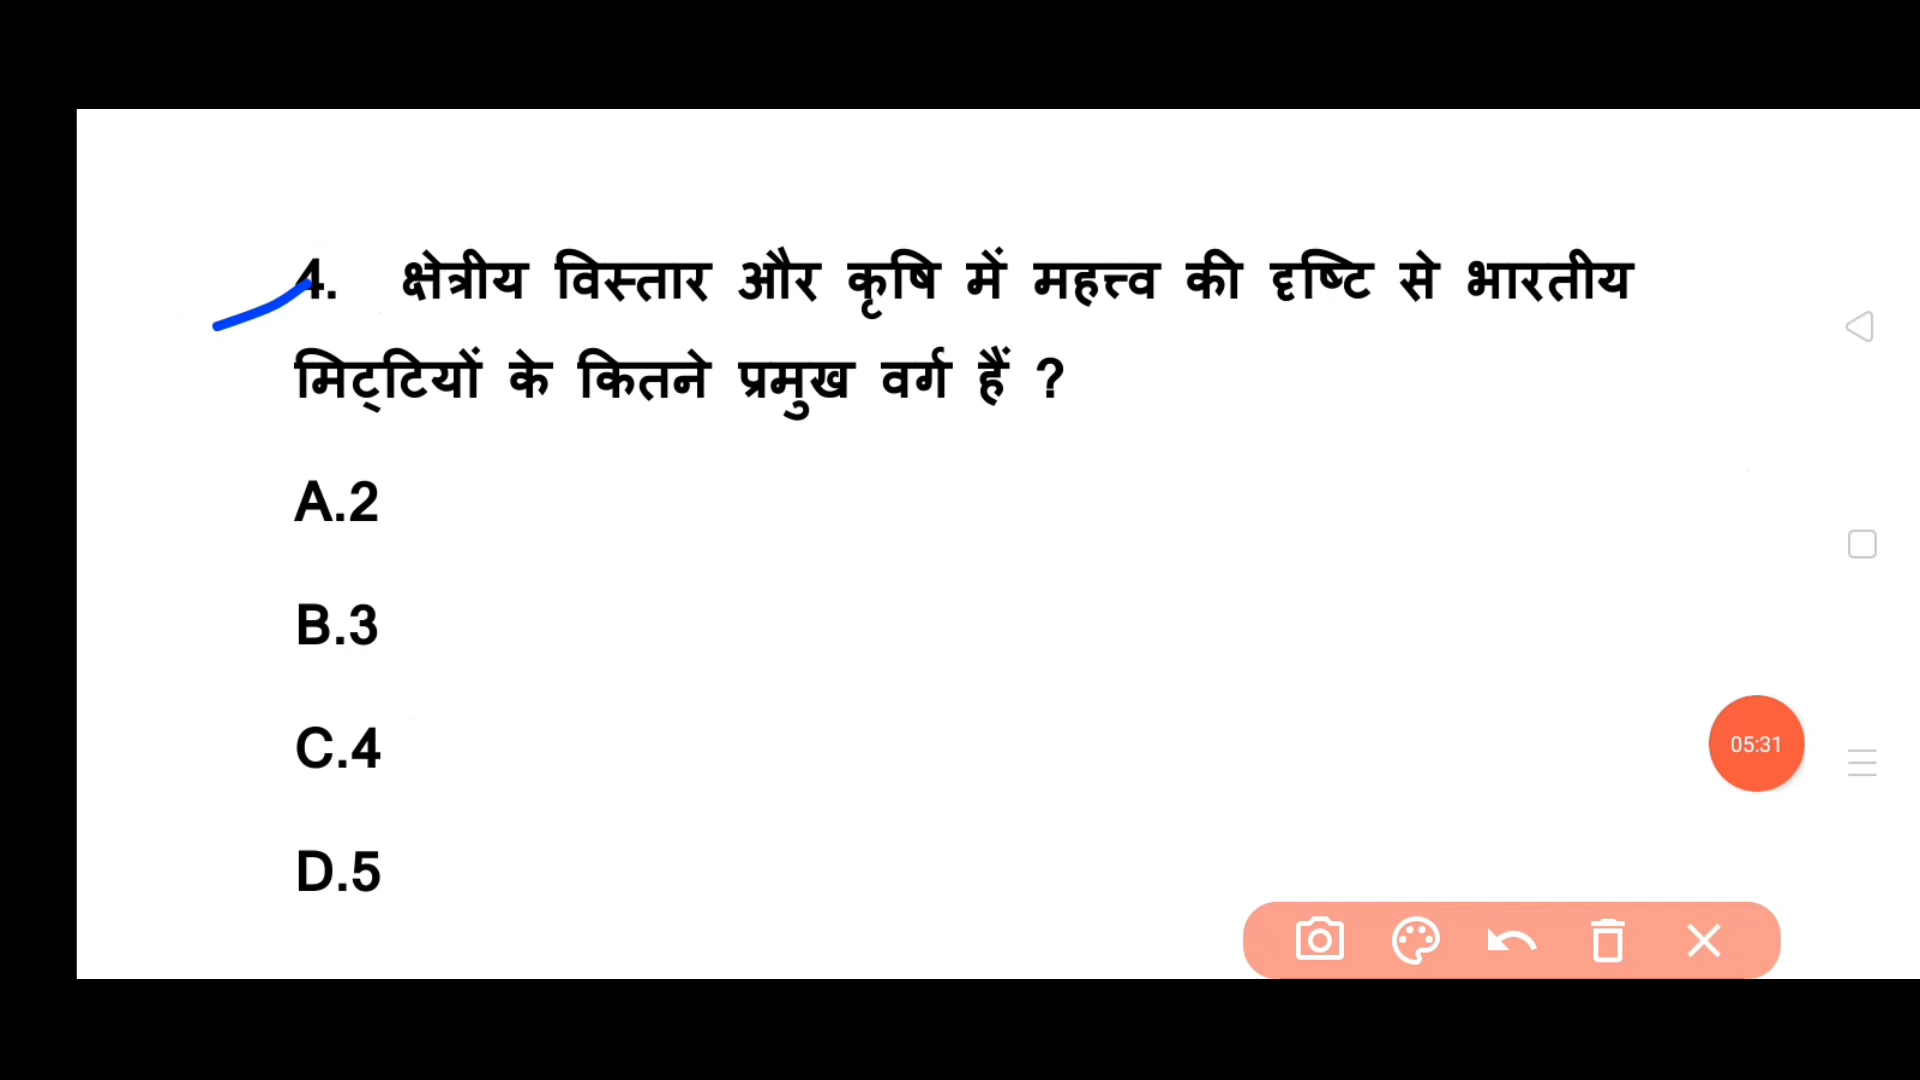 4. क्षेत्रीय विस्तार और कृषि में महत्त्व की दृष्टि से भारतीय
मिट्टियों के कितने प्रमुख वर्ग हैं ?
A.2
B.3
C.4
D.5
05:31